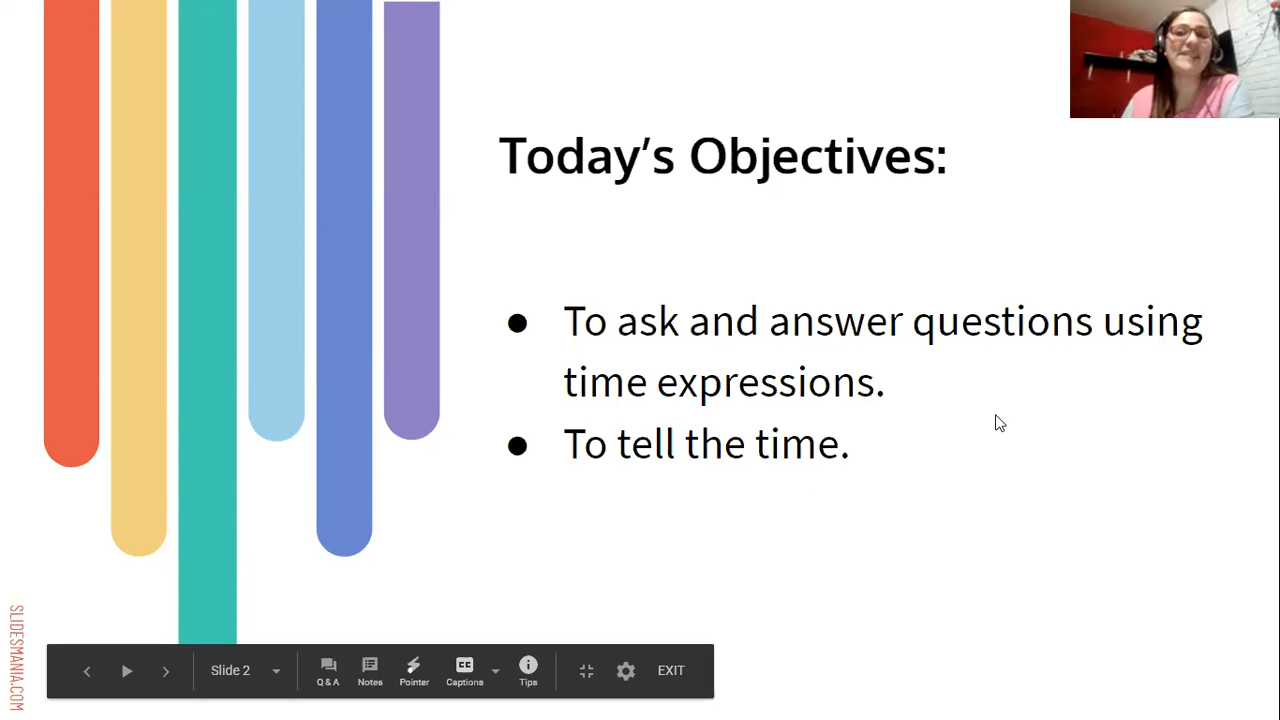 Today's Objectives:
● To ask and answer questions using
time expressions.
● To tell the time.
SLIDESMANIA.COM
Slide 2
Q & A
Notes
Pointer
CC
Captions
Tips
EXIT